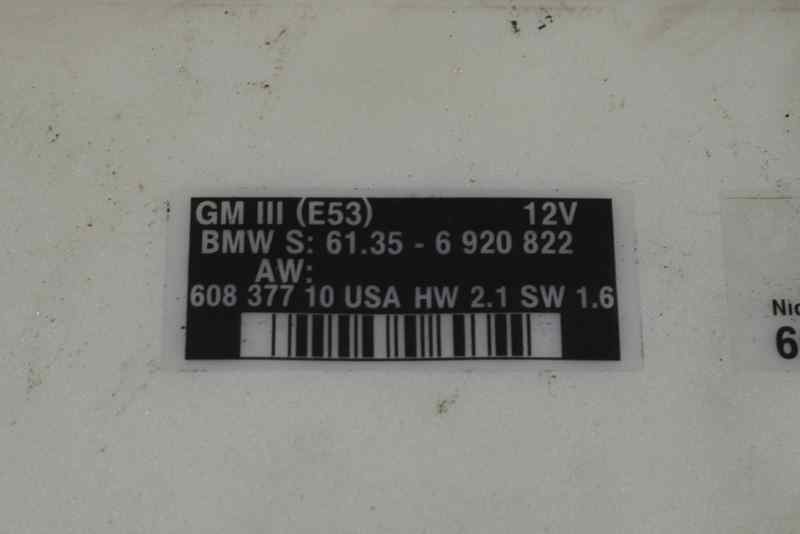 GM III (E53) 12V
BMW S: 61.35 - 6 920 822
AW:
608 377 10 USA HW 2.1 SW 1.6